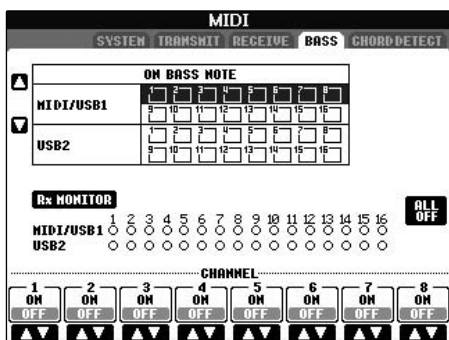 MIDI
SYSTEM TRANSMIT RECEIVE BASS CHORD DETECT
ON BASS NOTE
MIDI/USB1
1 2 3 4 5 6 7 8
9 10 11 12 13 14 15 16
USB2
1 2 3 4 5 6 7 8
9 10 11 12 13 14 15 16
Rx MONITOR
ALL OFF
1 2 3 4 5 6 7 8 9 10 11 12 13 14 15 16
MIDI/USB1
USB2
CHANNEL
1 2 3 4 5 6 7 8
ON ON ON ON ON ON ON ON
OFF OFF OFF OFF OFF OFF OFF OFF